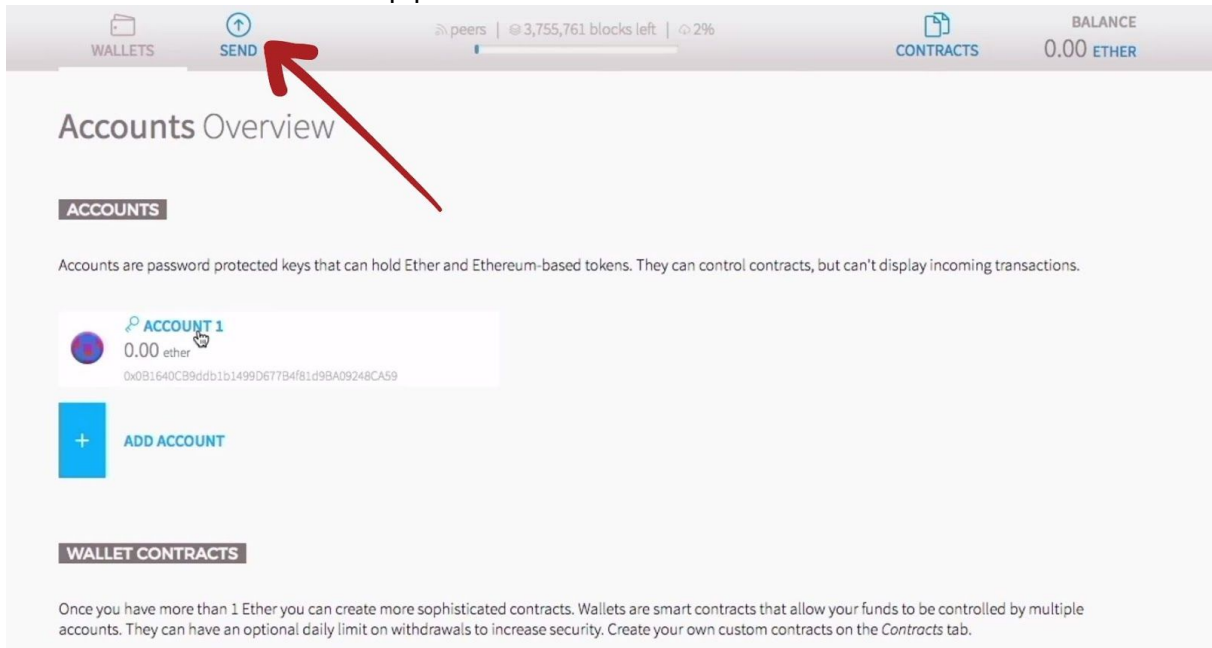 WALLETS
SEND
peers | 3,755,761 blocks left | 2%
CONTRACTS
BALANCE
0.00 ETHER
Accounts Overview
ACCOUNTS
Accounts are password protected keys that can hold Ether and Ethereum-based tokens. They can control contracts, but can't display incoming transactions.
ACCOUNT 1
0.00 ether
0x0B1640CB9ddb1b1499D677B4f81d9BA09248CA59
+ ADD ACCOUNT
WALLET CONTRACTS
Once you have more than 1 Ether you can create more sophisticated contracts. Wallets are smart contracts that allow your funds to be controlled by multiple
accounts. They can have an optional daily limit on withdrawals to increase security. Create your own custom contracts on the Contracts tab.